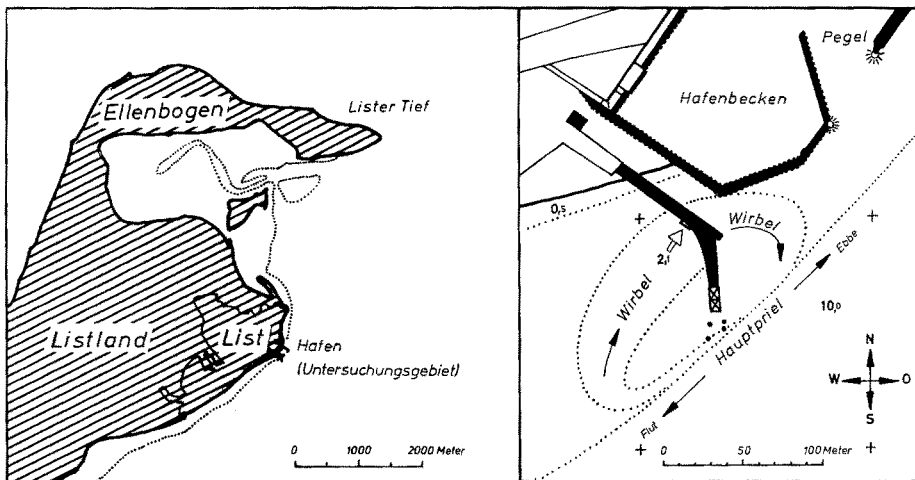 Ellenbogen
Lister Tief
Listland
List
Hafen
(Untersuchungsgebiet)
0 1000 2000 Meter
Pegel
Hafenbecken
0,5
Wirbel
2,1
Wirbel
Ebbe
10,0
Hauptpriel
Flut
N
W O
S
0 50 100 Meter